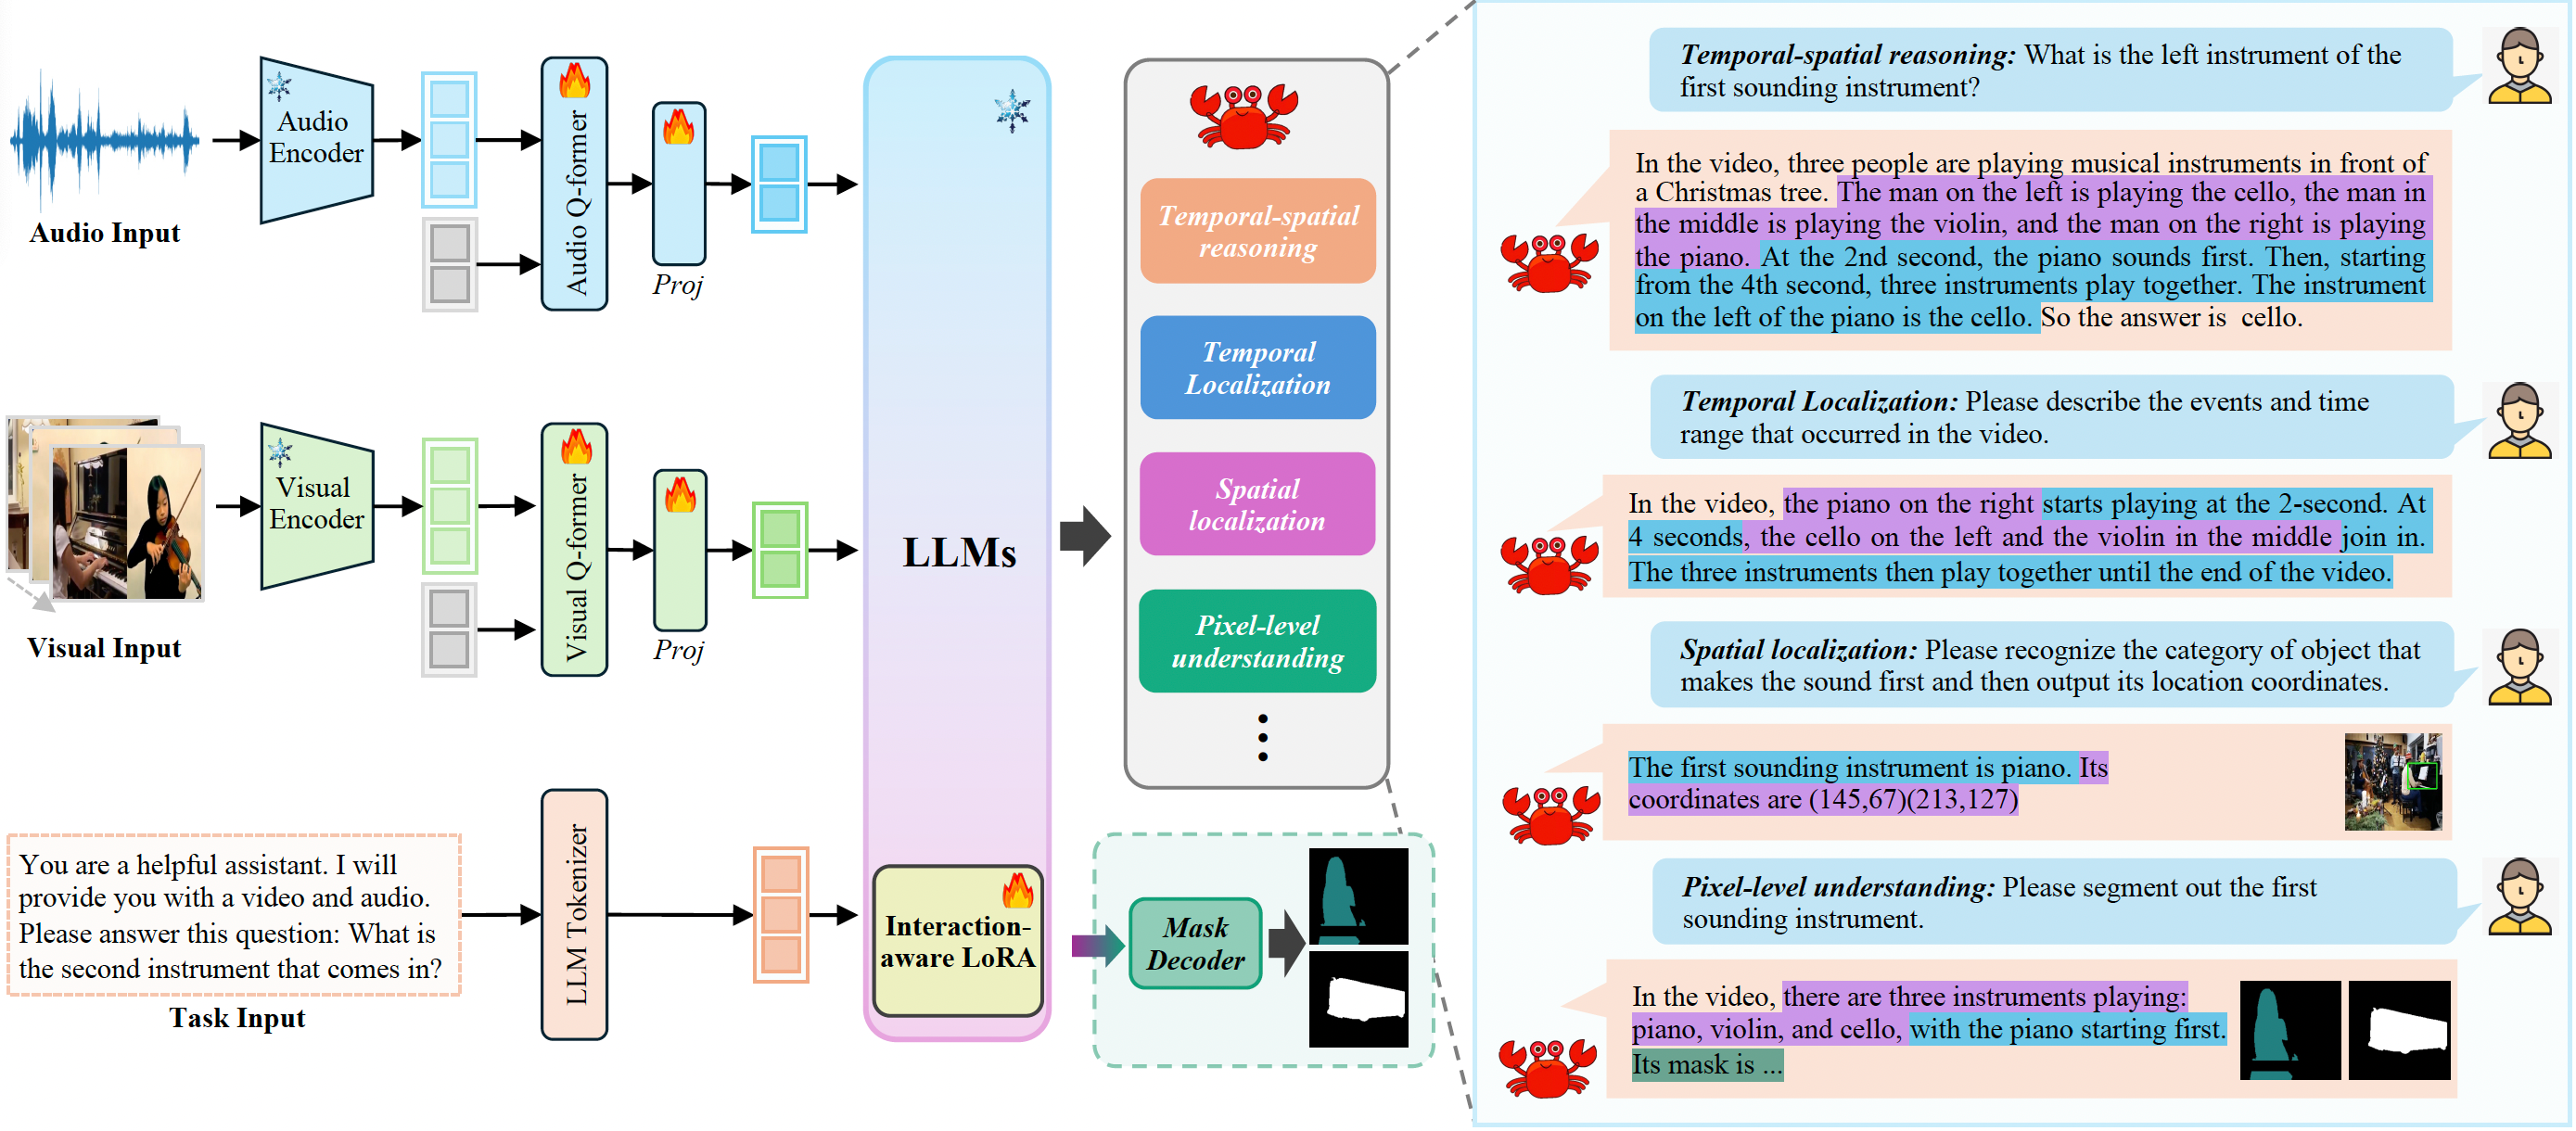 Audio Input
Audio
Encoder
Audio Q-former
Proj
Visual Input
Visual
Encoder
Visual Q-former
Proj
You are a helpful assistant. I will
provide you with a video and audio.
Please answer this question: What is
the second instrument that comes in?
Task Input
LLM Tokenizer
LLMs
Interaction-
aware LoRA
Temporal-spatial
reasoning
Temporal
Localization
Spatial
localization
Pixel-level
understanding
Mask
Decoder
Temporal-spatial reasoning: What is the left instrument of the
first sounding instrument?
In the video, three people are playing musical instruments in front of
a Christmas tree. The man on the left is playing the cello, the man in
the middle is playing the violin, and the man on the right is playing
the piano. At the 2nd second, the piano sounds first. Then, starting
from the 4th second, three instruments play together. The instrument
on the left of the piano is the cello. So the answer is cello.
Temporal Localization: Please describe the events and time
range that occurred in the video.
In the video, the piano on the right starts playing at the 2-second. At
4 seconds, the cello on the left and the violin in the middle join in.
The three instruments then play together until the end of the video.
Spatial localization: Please recognize the category of object that
makes the sound first and then output its location coordinates.
The first sounding instrument is piano. Its
coordinates are (145,67)(213,127)
Pixel-level understanding: Please segment out the first
sounding instrument.
In the video, there are three instruments playing:
piano, violin, and cello, with the piano starting first.
Its mask is ...